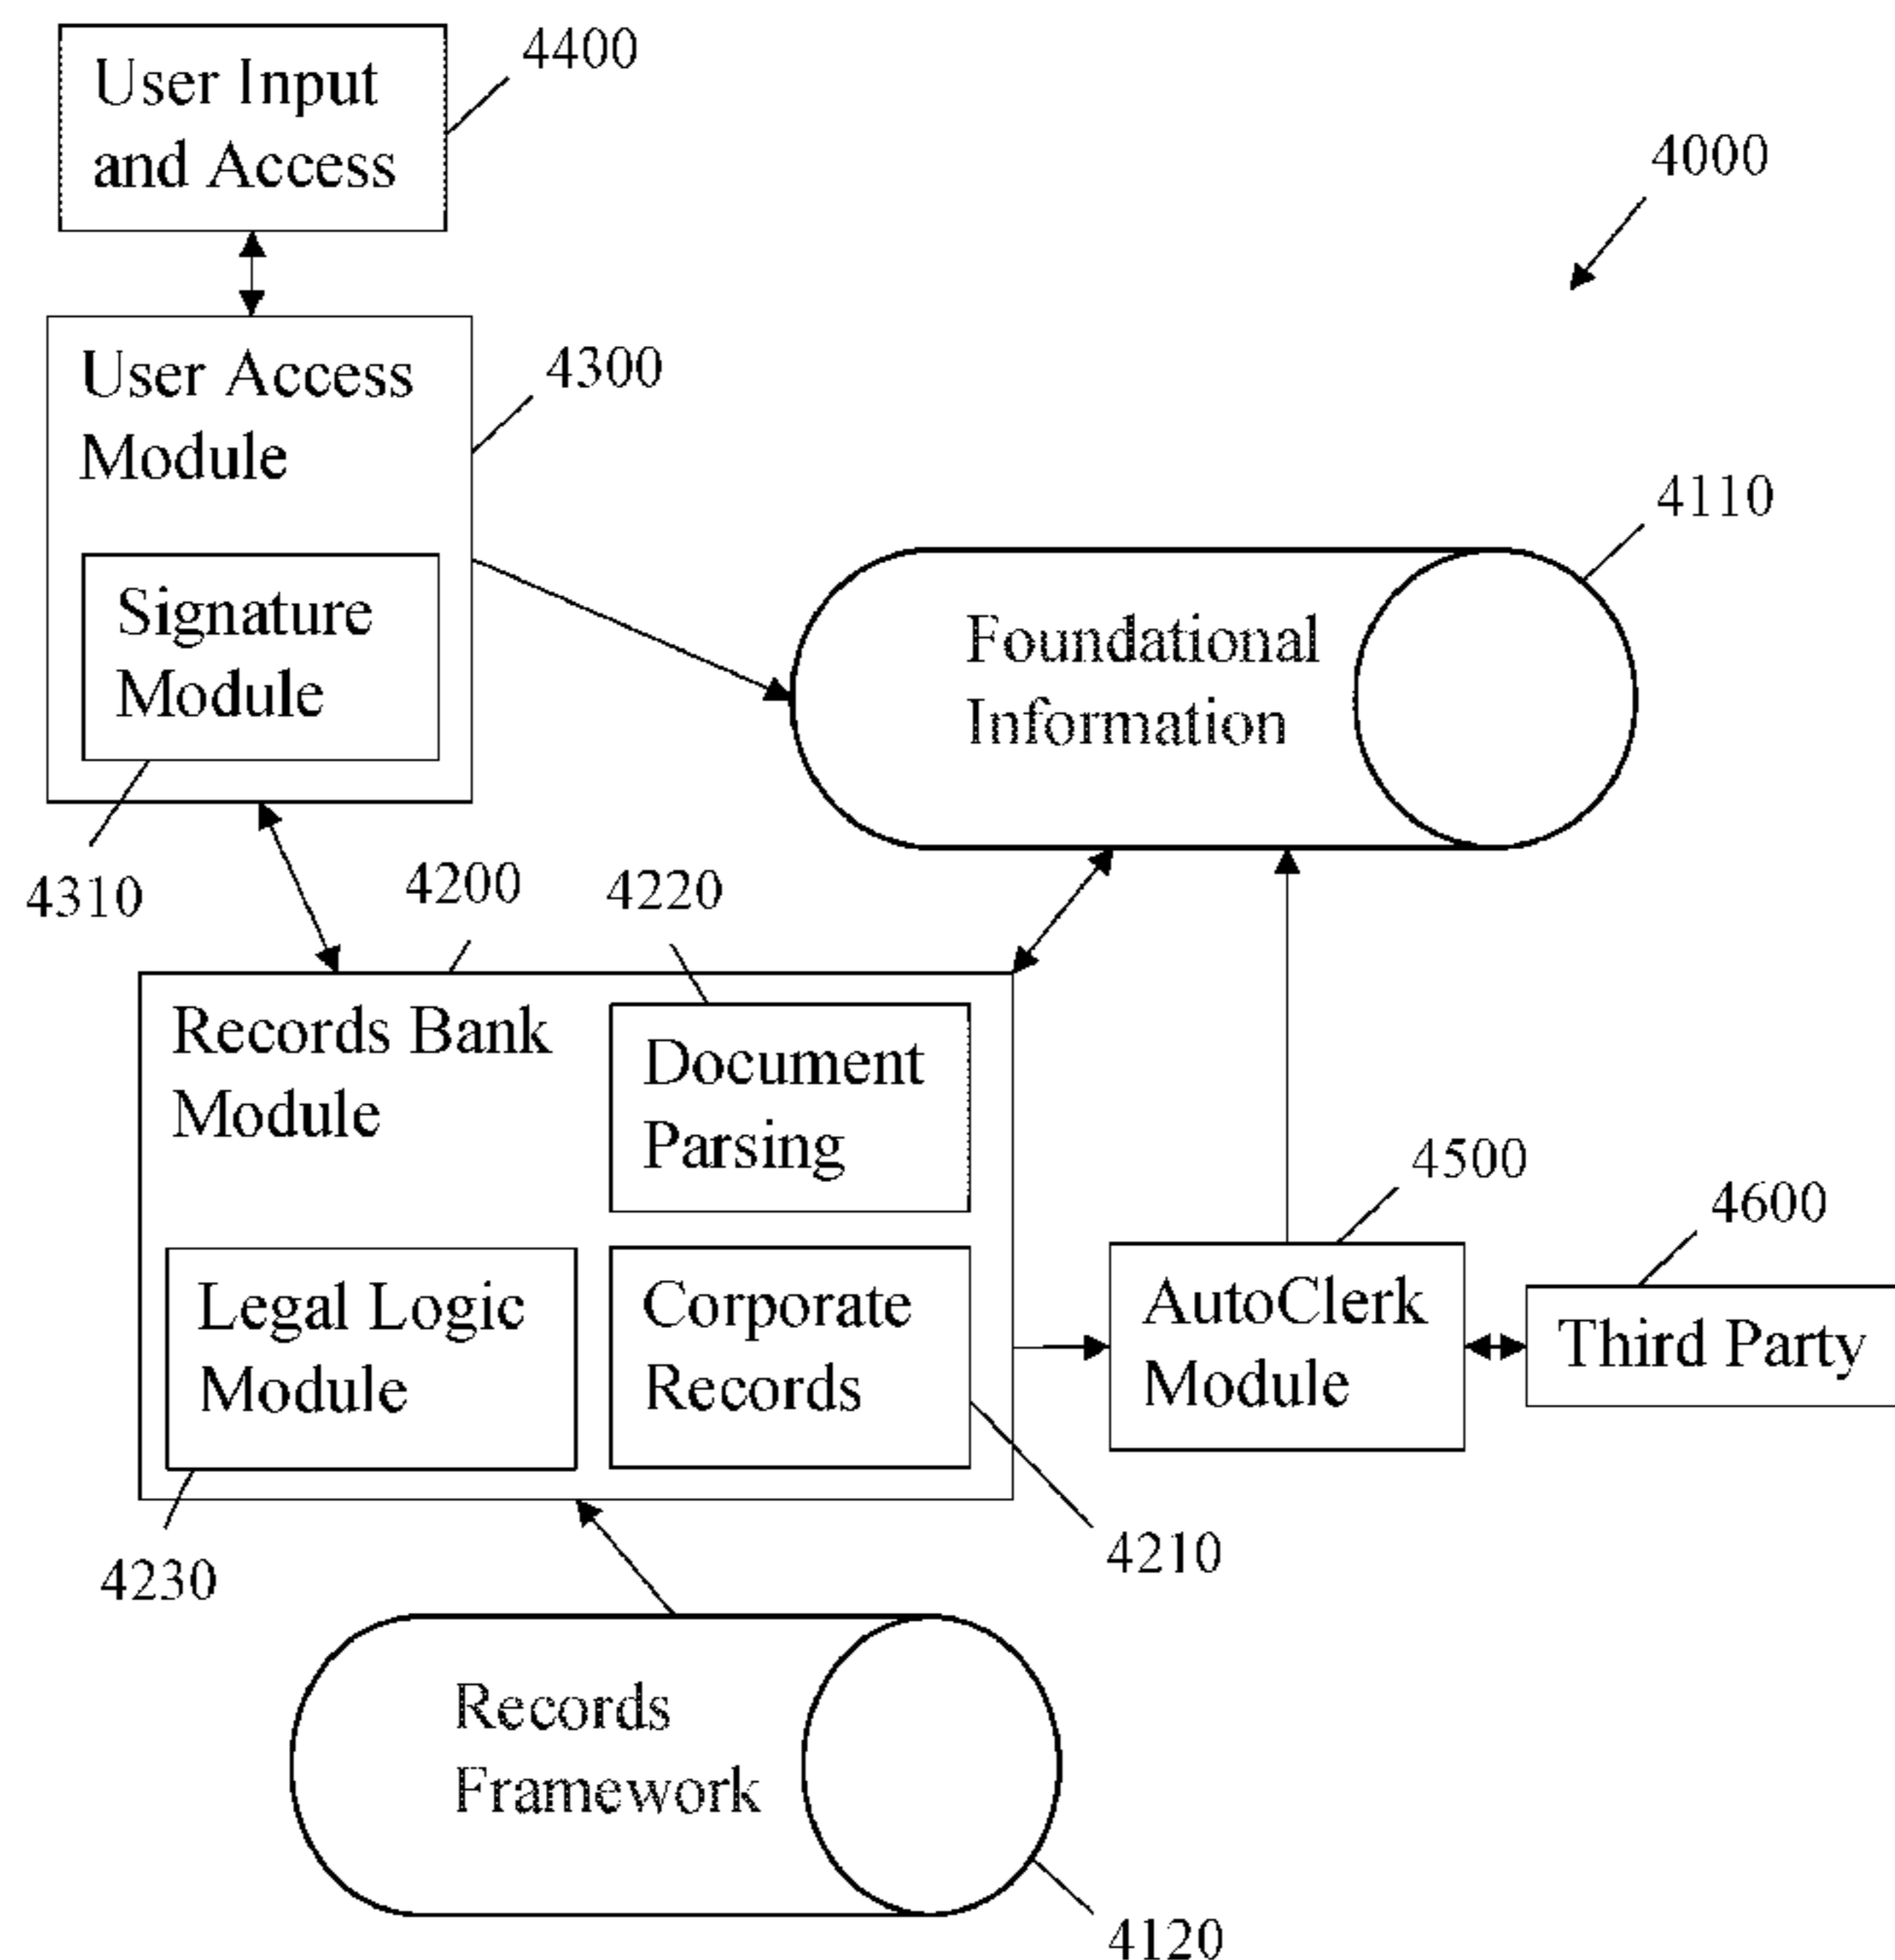 User Input
and Access
4400
4000
User Access
Module
4300
Signature
Module
4310
4110
Foundational
Information
4200
4220
Records Bank
Module
Document
Parsing
Legal Logic
Module
Corporate
Records
4500
4600
AutoClerk
Module
Third Party
4230
4210
Records
Framework
4120